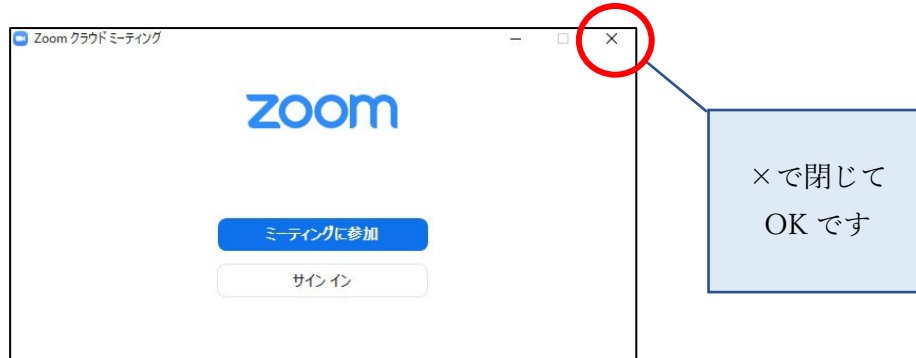 Zoom クラウド ミーティング
zoom
ミーティングに参加
サイン イン
×で閉じて
OK です